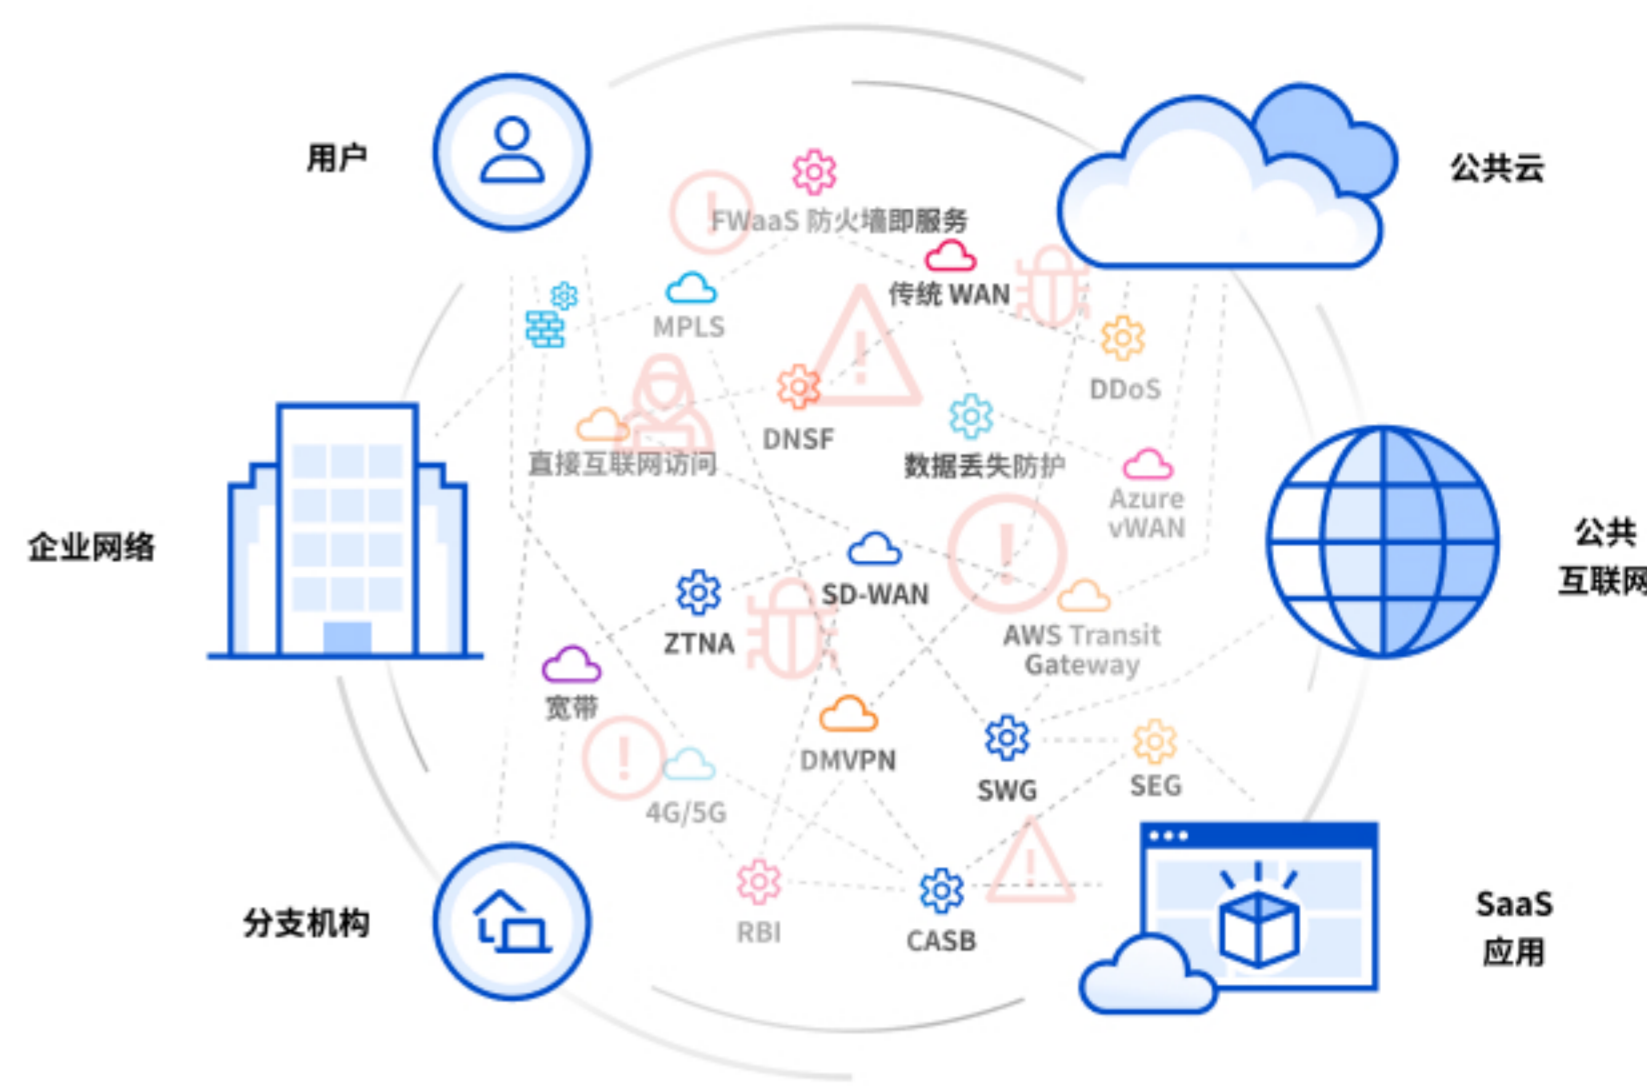 用户
公共云
FWaaS 防火墙即服务
传统 WAN
MPLS
DDoS
DNSF
直接互联网访问
数据丢失防护
Azure
vWAN
企业网络
公共
互联网
SD-WAN
ZTNA
AWS Transit
Gateway
宽带
DMVPN
SWG
SEG
4G/5G
RBI
CASB
分支机构
SaaS
应用